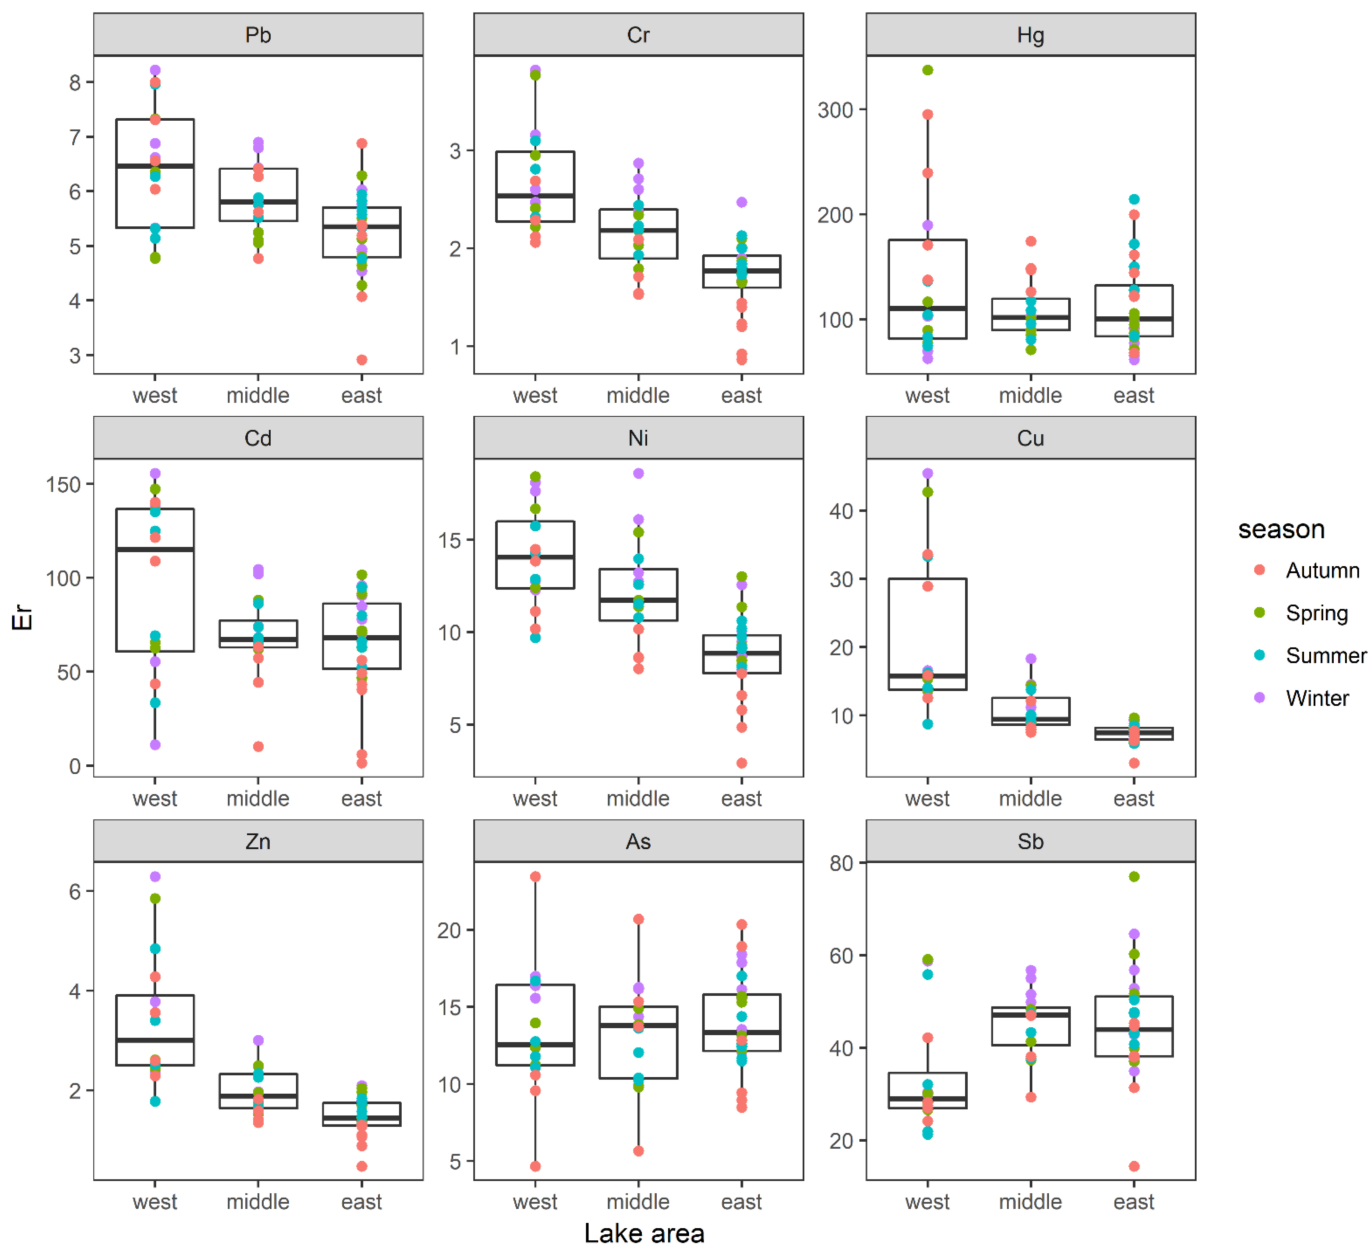 Pb
Cr
Hg
8
7
6
5
4
3
3
2
1
300
200
100
west middle east
west middle east
west middle east
Cd
Ni
Cu
150
100
50
0
15
10
5
40
30
20
10
west middle east
west middle east
west middle east
Zn
As
Sb
6
4
2
20
15
10
5
80
60
40
20
west middle east
west middle east
west middle east
Er
Lake area
season
Autumn
Spring
Summer
Winter